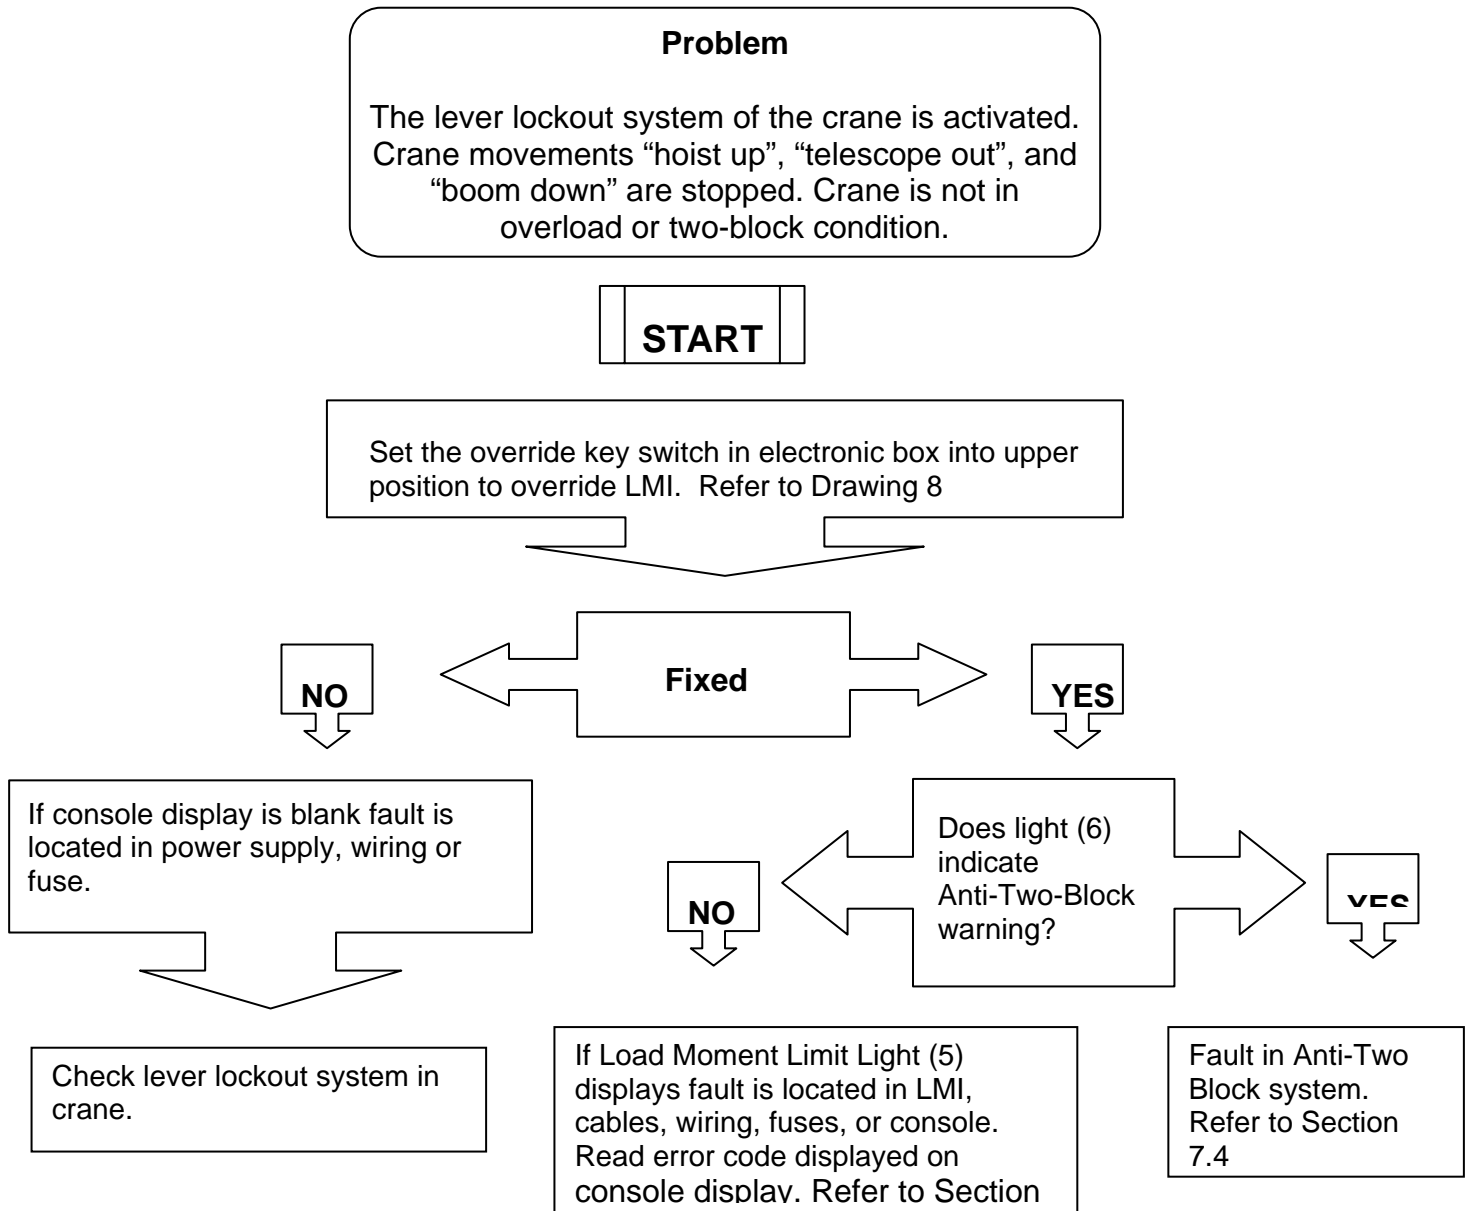 Problem
The lever lockout system of the crane is activated.
Crane movements “hoist up”, “telescope out”, and
“boom down” are stopped. Crane is not in
overload or two-block condition.
START
Set the override key switch in electronic box into upper
position to override LMI.  Refer to Drawing 8
Fixed
NO
YES
If console display is blank fault is
located in power supply, wiring or
fuse.
Does light (6)
indicate
Anti-Two-Block
warning?
NO
YES
Check lever lockout system in
crane.
If Load Moment Limit Light (5)
displays fault is located in LMI,
cables, wiring, fuses, or console.
Read error code displayed on
console display. Refer to Section
Fault in Anti-Two
Block system.
Refer to Section
7.4